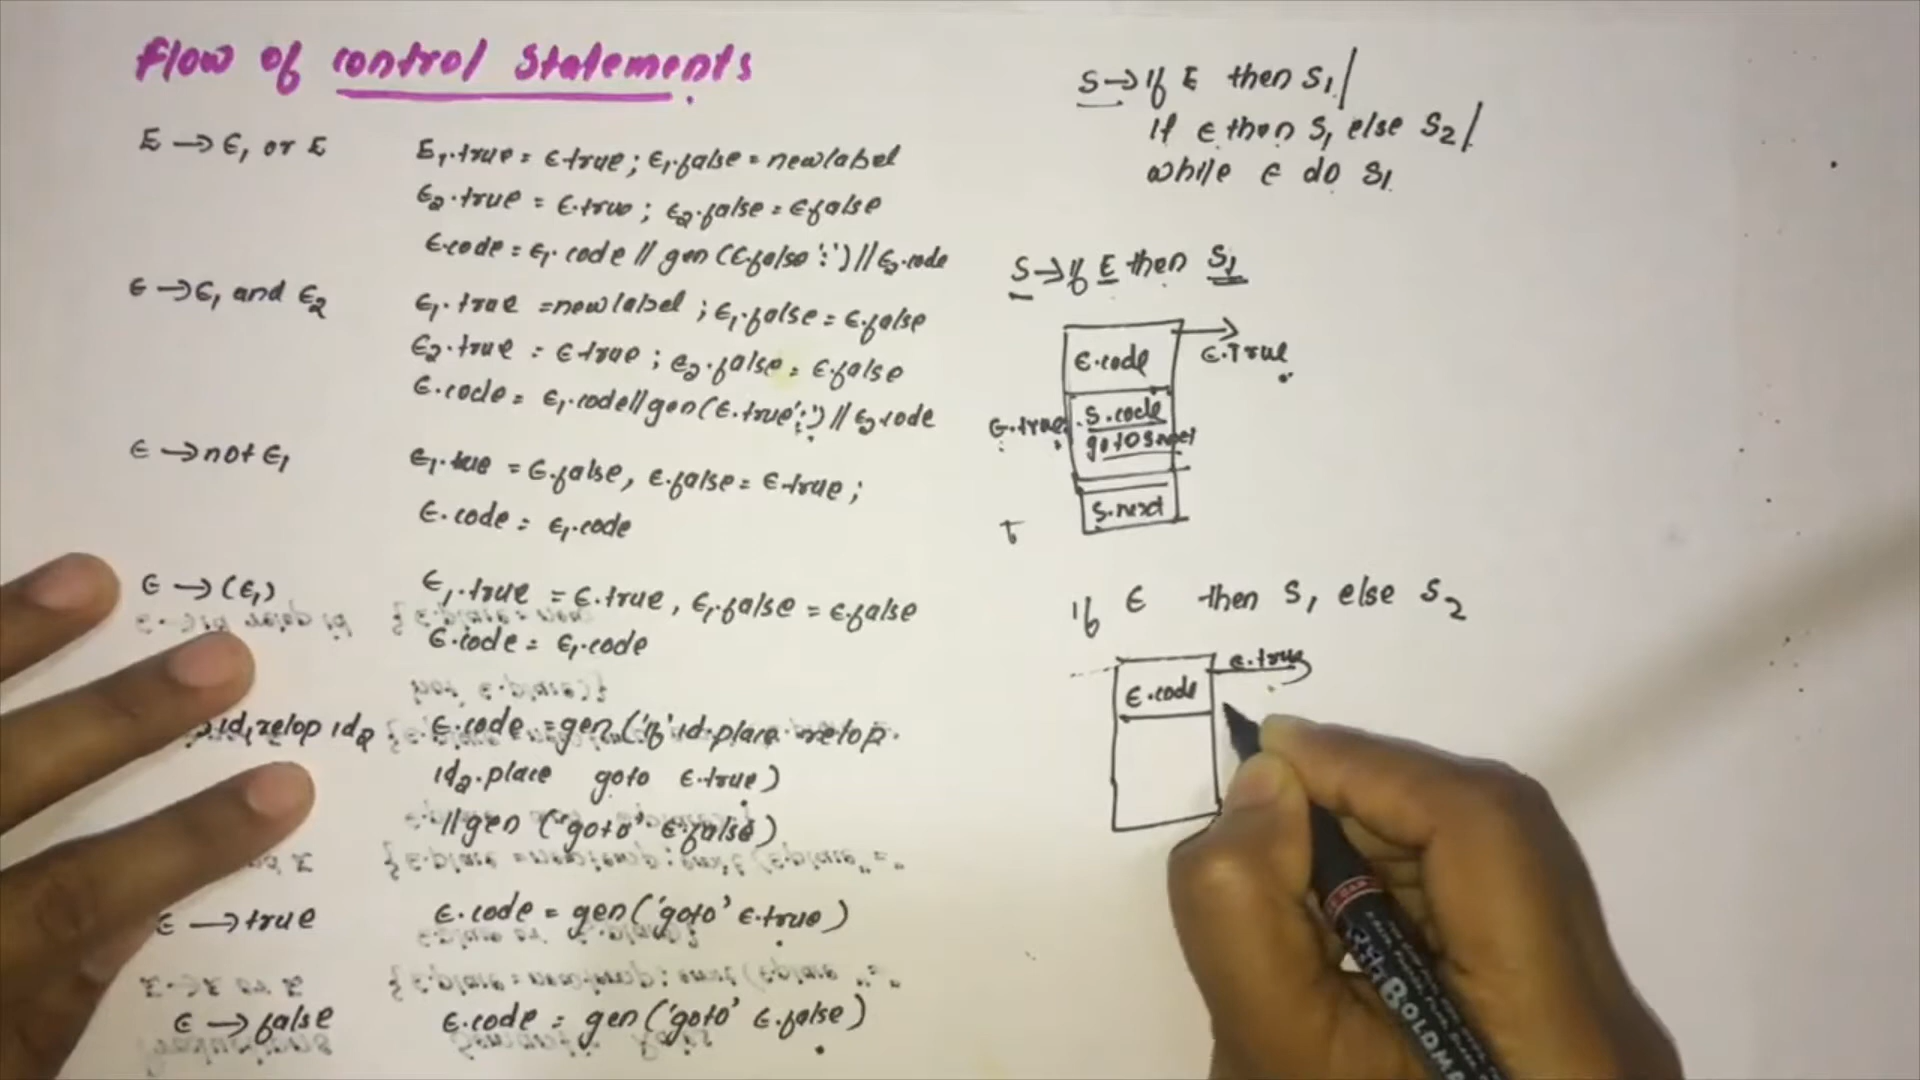 Flow of control statements
E → E₁ or E
E₁.true = E.true; E₁.false = newlabel
E₂.true = E.true; E₂.false = E.false
E.code = E₁.code // gen(E.false ':') // E₂.code
E → E₁ and E₂
E₁.true = newlabel; E₁.false = E.false
E₂.true = E.true; E₂.false = E.false
E.code = E₁.code // gen(E.true ':') // E₂.code
E → not E₁
E₁.true = E.false, E.false = E.true;
E.code = E₁.code
E → (E₁)
E₁.true = E.true, E₁.false = E.false
E.code = E₁.code
id₁ relop id₂
E.code = gen('if' id.place relop.
id₂.place goto E.true)
// gen ('goto' E.false)
E → true
E.code = gen('goto' E.true)
E → false
E.code = gen('goto' E.false)
S → If E then S₁ |
If E then S₁ else S₂ |
while E do S₁
S → If E then S₁
E.code
E.True
E.true:
S.code
goto S.next
S.next
If E then S₁ else S₂
E.true
E.code
BOLDMA